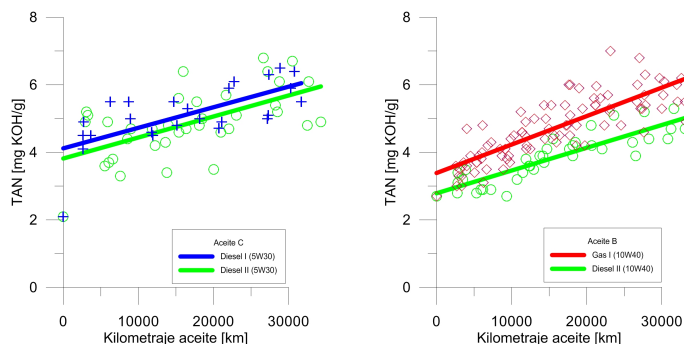 8
6
4
2
0
TAN [mg KOH/g]
Aceite C
Diesel I (5W30)
Diesel II (5W30)
0 10000 20000 30000
Kilometraje aceite [km]
8
6
4
2
0
TAN [mg KOH/g]
Aceite B
Gas I (10W40)
Diesel II (10W40)
0 10000 20000 30000
Kilometraje aceite [km]